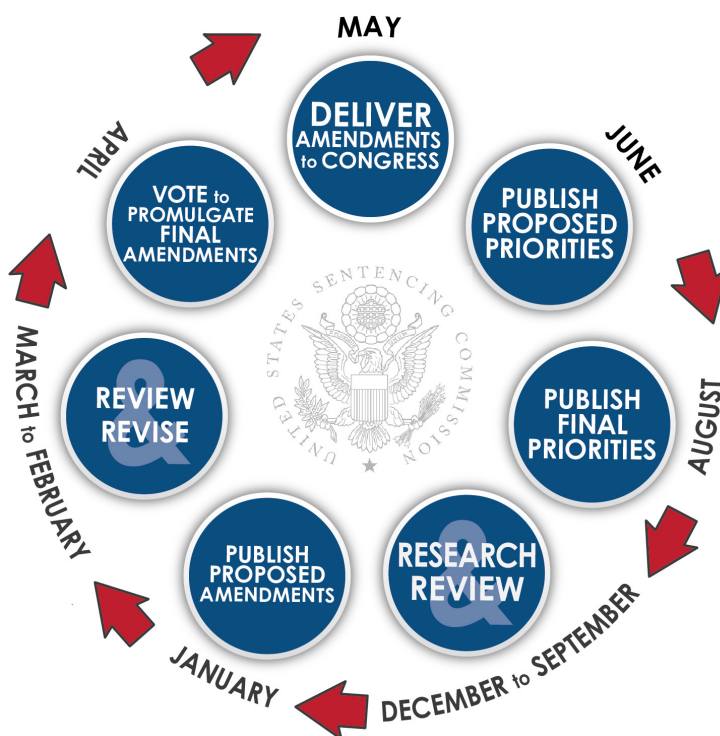 MAY
DELIVER
AMENDMENTS
to CONGRESS
JUNE
PUBLISH
PROPOSED
PRIORITIES
AUGUST
PUBLISH
FINAL
PRIORITIES
DECEMBER to SEPTEMBER
RESEARCH
&
REVIEW
JANUARY
PUBLISH
PROPOSED
AMENDMENTS
MARCH to FEBRUARY
REVIEW
&
REVISE
APRIL
VOTE to
PROMULGATE
FINAL
AMENDMENTS
UNITED STATES SENTENCING COMMISSION